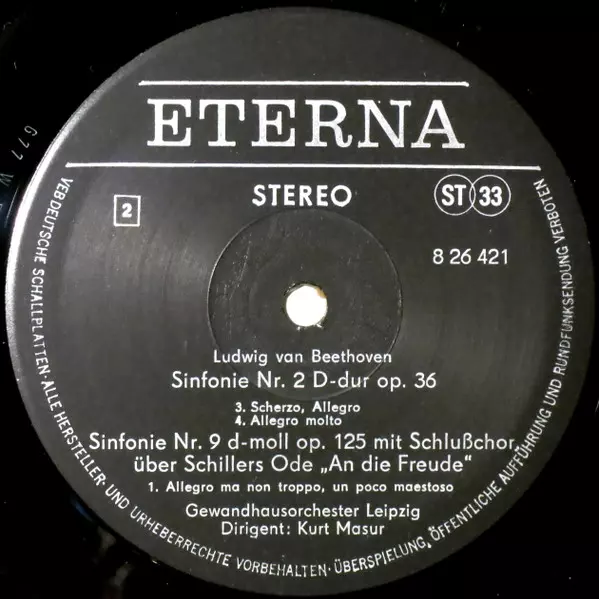 ETERNA
STEREO
2
ST 33
8 26 421
Ludwig van Beethoven
Sinfonie Nr. 2 D-dur op. 36
3. Scherzo, Allegro
4. Allegro molto
Sinfonie Nr. 9 d-moll op. 125 mit Schlußchor
über Schillers Ode „An die Freude“
1. Allegro ma non troppo, un poco maestoso
Gewandhausorchester Leipzig
Dirigent: Kurt Masur
VEB DEUTSCHE SCHALLPLATTEN · ALLE HERSTELLER- UND URHEBERRECHTE VORBEHALTEN · ÜBERSPIELUNG, ÖFFENTLICHE AUFFÜHRUNG UND RUNDFUNKSENDUNG VERBOTEN